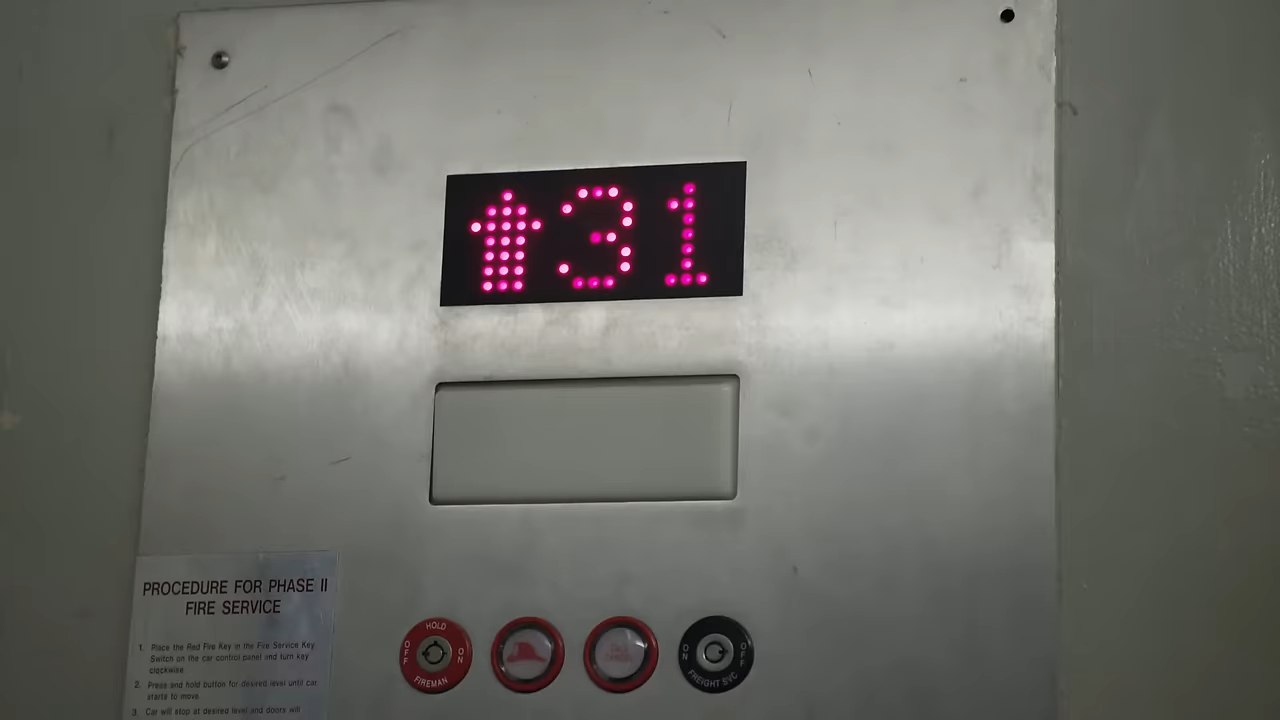 31
PROCEDURE FOR PHASE II
FIRE SERVICE
1. Place the Red Fire Key in the Fire Service Key
Switch on the car control panel and turn key
clockwise
2. Press and hold button for desired level until car
starts to move
3 Car will stop at desired level and doors will
HOLD
OFF
ON
FIREMAN
ON
OFF
FREIGHT SVC